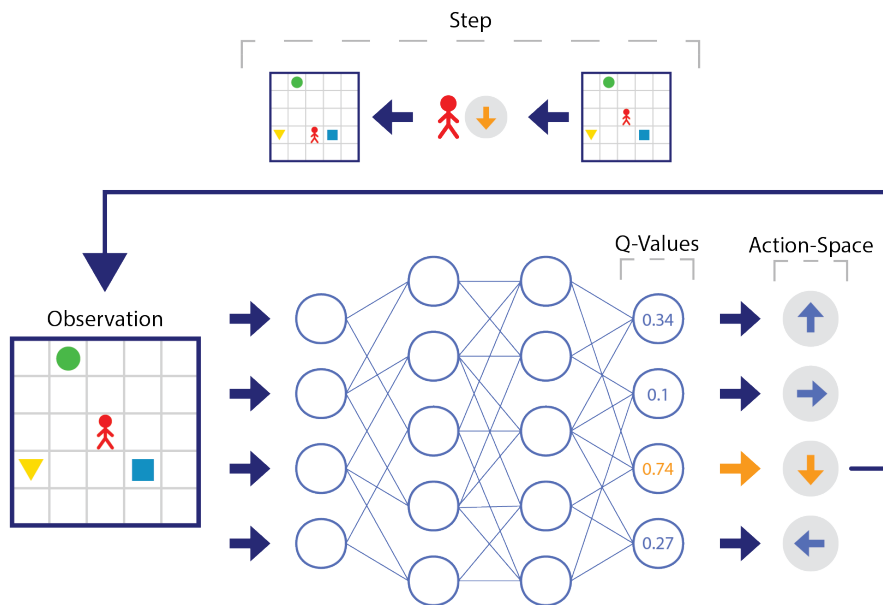 Step
Q-Values
Action-Space
Observation
0.34
0.1
0.74
0.27